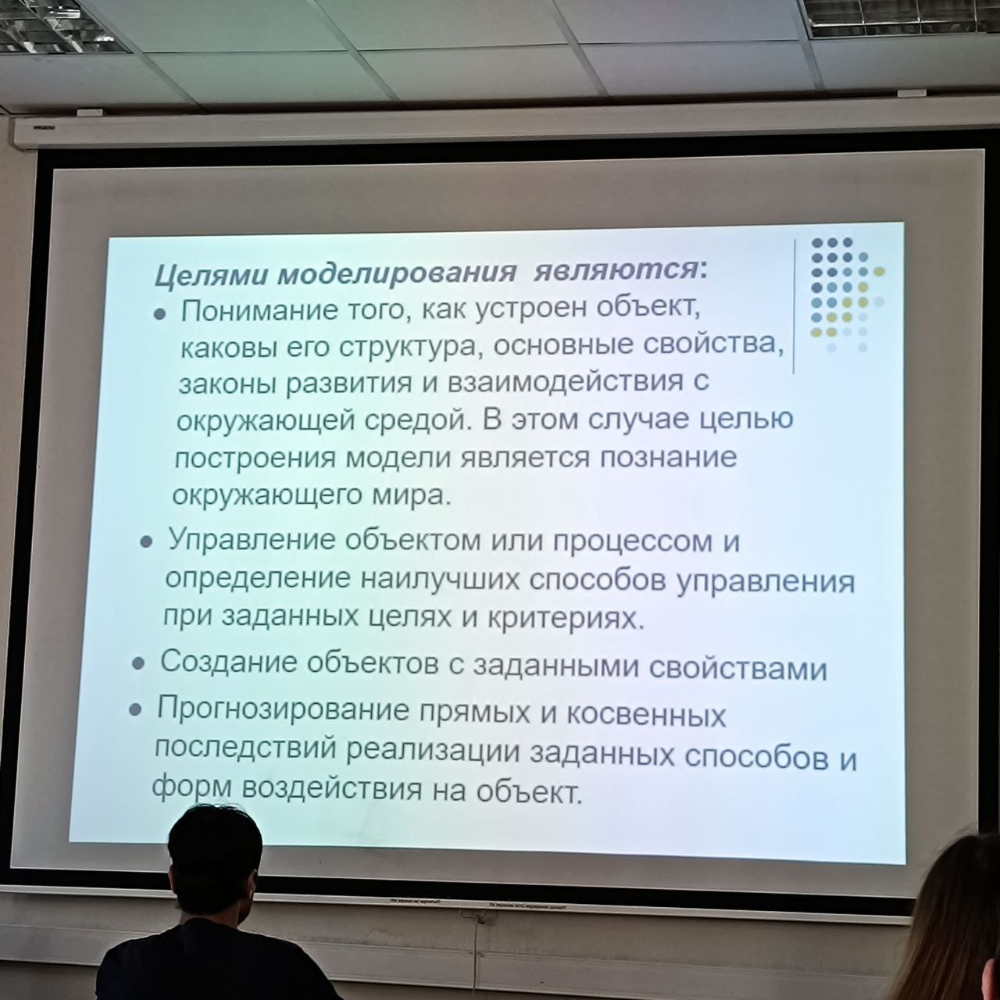 Целями моделирования являются:
● Понимание того, как устроен объект,
каковы его структура, основные свойства,
законы развития и взаимодействия с
окружающей средой. В этом случае целью
построения модели является познание
окружающего мира.
● Управление объектом или процессом и
определение наилучших способов управления
при заданных целях и критериях.
● Создание объектов с заданными свойствами
● Прогнозирование прямых и косвенных
последствий реализации заданных способов и
форм воздействия на объект.